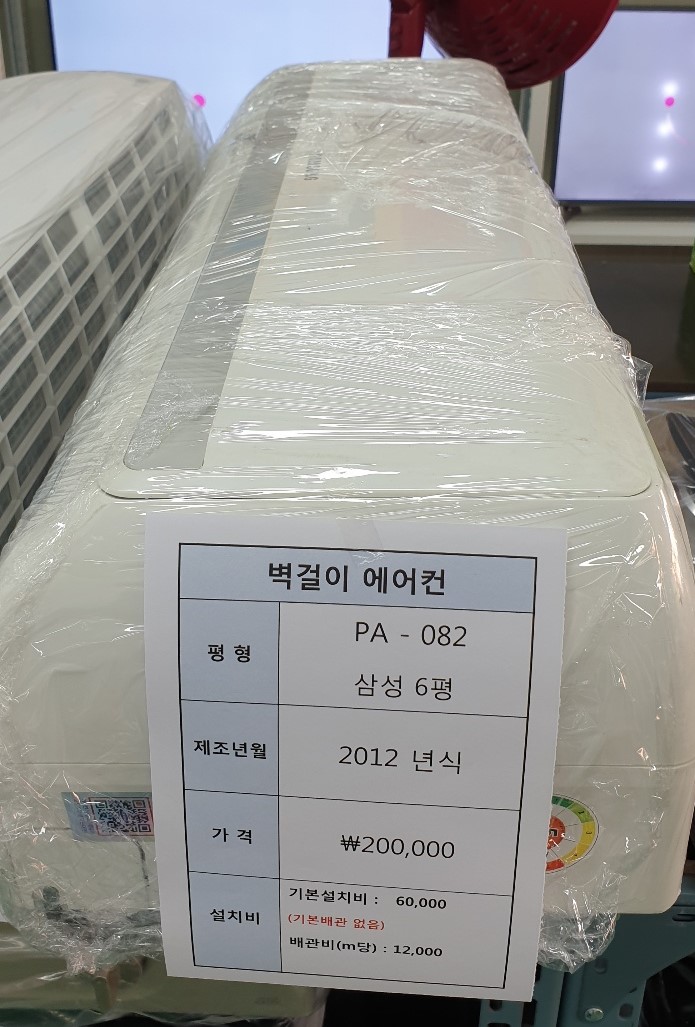 SAMSUNG
벽걸이 에어컨
평 형
PA - 082
삼성 6평
제조년월
2012 년식
가 격
₩200,000
설치비
기본설치비 : 60,000
(기본배관 없음)
배관비(m당) : 12,000